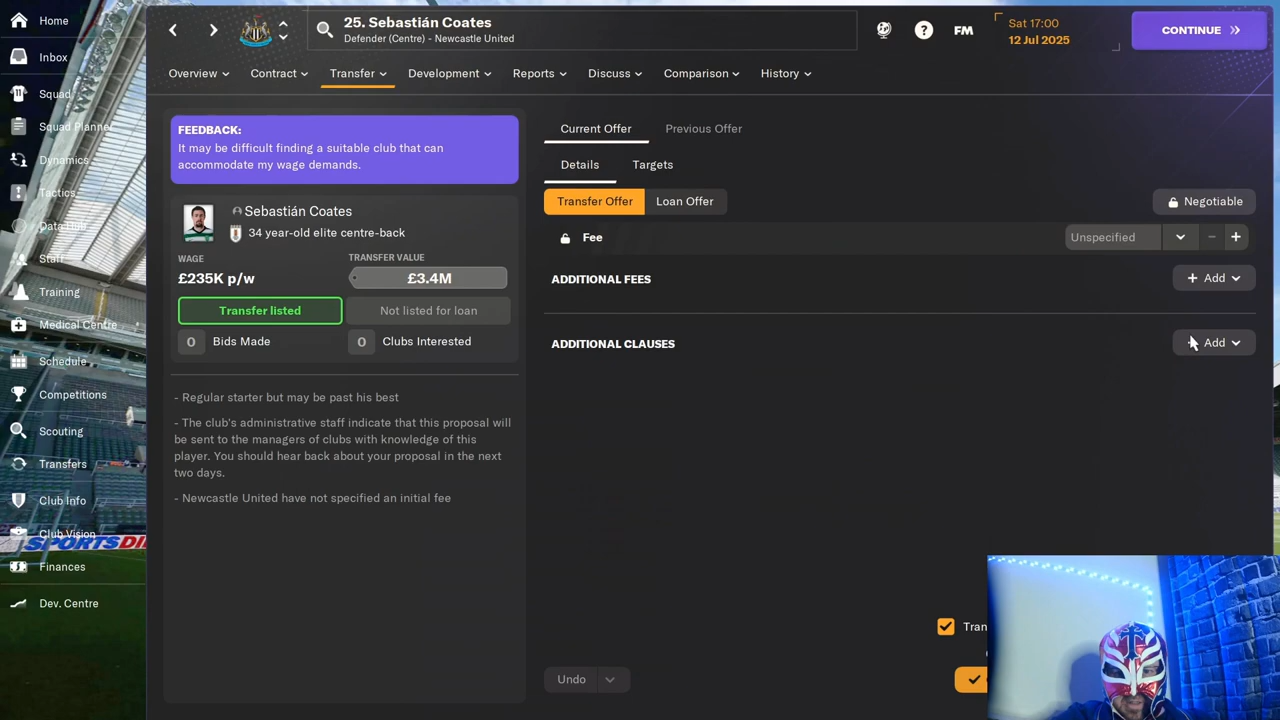 Home
Inbox
Squad
Squad Planner
Dynamics
Tactics
Data Hub
Staff
Training
Medical Centre
Schedule
Competitions
Scouting
Transfers
Club Info
Club Vision
SPORTS DI
Finances
Dev. Centre
25. Sebastián Coates
Defender (Centre) - Newcastle United
FM
Sat 17:00
12 Jul 2025
CONTINUE
Overview
Contract
Transfer
Development
Reports
Discuss
Comparison
History
FEEDBACK:
It may be difficult finding a suitable club that can
accommodate my wage demands.
Sebastián Coates
34 year-old elite centre-back
WAGE
£235K p/w
TRANSFER VALUE
£3.4M
Transfer listed
Not listed for loan
0 Bids Made
0 Clubs Interested
- Regular starter but may be past his best
- The club's administrative staff indicate that this proposal will
be sent to the managers of clubs with knowledge of this
player. You should hear back about your proposal in the next
two days.
- Newcastle United have not specified an initial fee
Current Offer
Previous Offer
Details
Targets
Transfer Offer
Loan Offer
Negotiable
Fee
Unspecified
ADDITIONAL FEES
Add
ADDITIONAL CLAUSES
Add
Tran
Undo